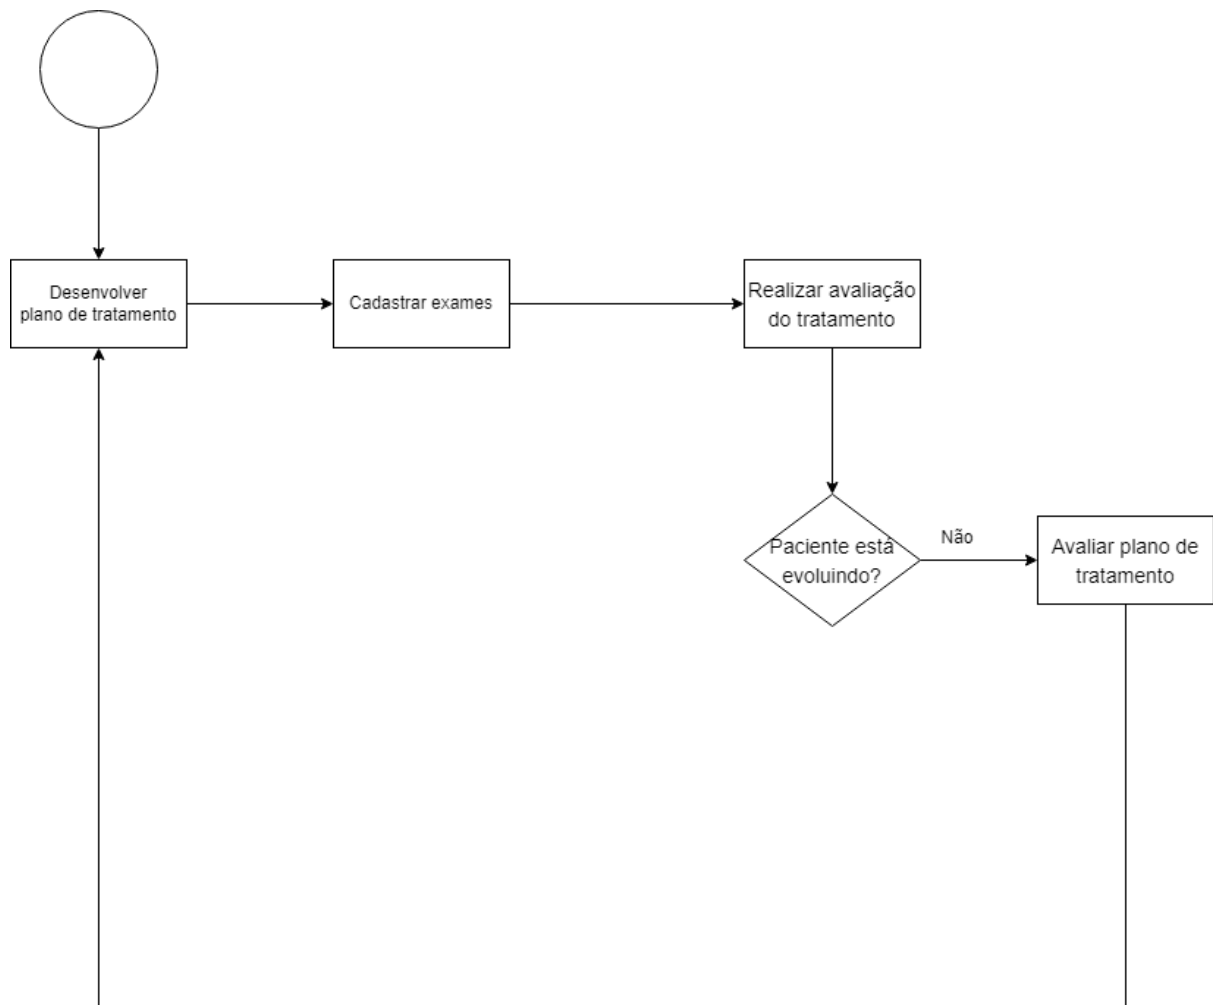 Desenvolver
plano de tratamento
Cadastrar exames
Realizar avaliação
do tratamento
Paciente está
evoluindo?
Não
Avaliar plano de
tratamento